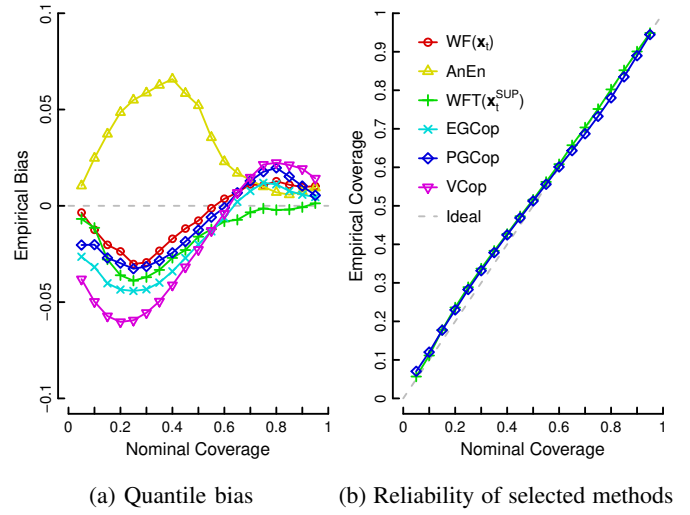 0.1
0.05
0
−0.05
−0.1
Empirical Bias
0 0.2 0.4 0.6 0.8 1
Nominal Coverage
(a) Quantile bias
1
0.9
0.8
0.7
0.6
0.5
0.4
0.3
0.2
0.1
0
Empirical Coverage
WF(𝐱ₜ)
AnEn
WFT(𝐱ₜ^SUP)
EGCop
PGCop
VCop
Ideal
0 0.2 0.4 0.6 0.8 1
Nominal Coverage
(b) Reliability of selected methods